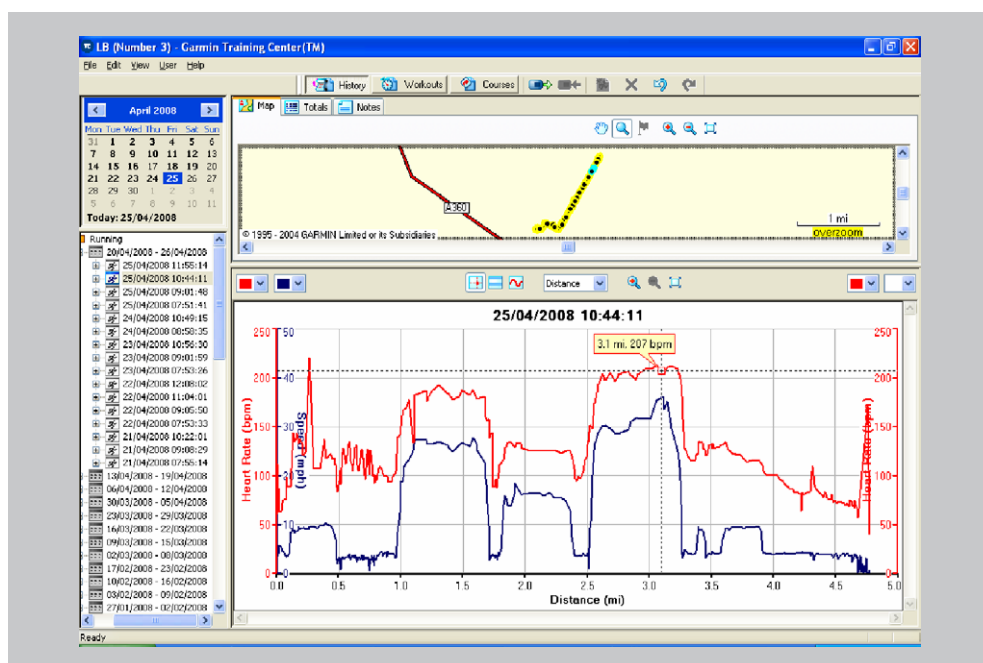 LB (Number 3) - Garmin Training Center(TM)
File Edit View User Help
History Workouts Courses
April 2008
Mon Tue Wed Thu Fri Sat Sun
31 1 2 3 4 5 6
7 8 9 10 11 12 13
14 15 16 17 18 19 20
21 22 23 24 25 26 27
28 29 30 1 2 3 4
5 6 7 8 9 10 11
Today: 25/04/2008
Map Totals Notes
A360
1 mi
overzoom
© 1995 - 2004 GARMIN Limited or its Subsidiaries
Running
20/04/2008 - 26/04/2008
25/04/2008 11:55:14
25/04/2008 10:44:11
25/04/2008 09:01:48
25/04/2008 07:51:41
24/04/2008 10:49:15
24/04/2008 08:58:35
23/04/2008 10:56:30
23/04/2008 09:01:59
23/04/2008 07:53:26
22/04/2008 12:08:02
22/04/2008 11:04:01
22/04/2008 09:05:50
22/04/2008 07:53:33
21/04/2008 10:22:01
21/04/2008 09:08:29
21/04/2008 07:55:14
13/04/2008 - 19/04/2008
06/04/2008 - 12/04/2008
30/03/2008 - 05/04/2008
23/03/2008 - 29/03/2008
16/03/2008 - 22/03/2008
09/03/2008 - 15/03/2008
02/03/2008 - 08/03/2008
17/02/2008 - 23/02/2008
10/02/2008 - 16/02/2008
03/02/2008 - 09/02/2008
27/01/2008 - 02/02/2008
Distance
25/04/2008 10:44:11
3.1 mi, 207 bpm
250 50 250
200 40 200
150 30 150
100 20 100
50 10 50
0 0 0
Heart Rate (bpm)
Speed (mph)
Heart Rate (bpm)
0.0 0.5 1.0 1.5 2.0 2.5 3.0 3.5 4.0 4.5 5.0
Distance (mi)
Ready